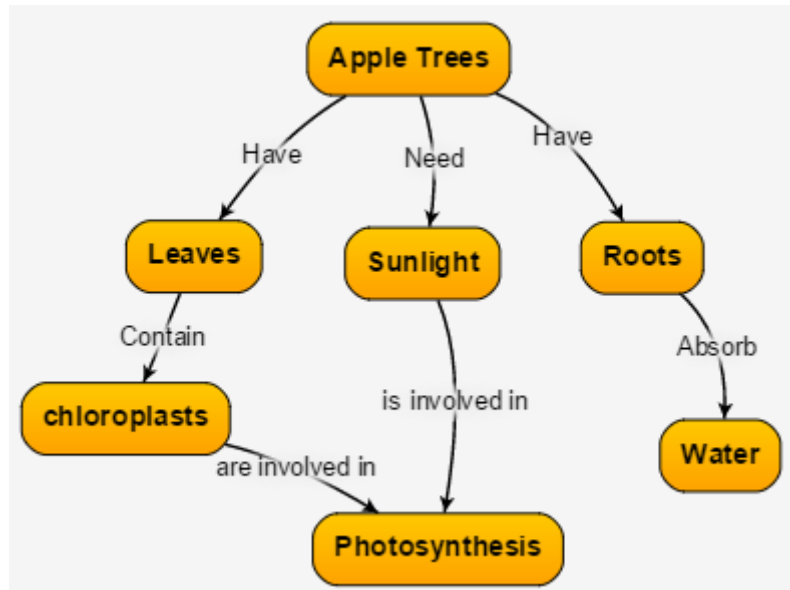 Apple Trees
Have
Need
Have
Leaves
Sunlight
Roots
Contain
Absorb
chloroplasts
is involved in
Water
are involved in
Photosynthesis